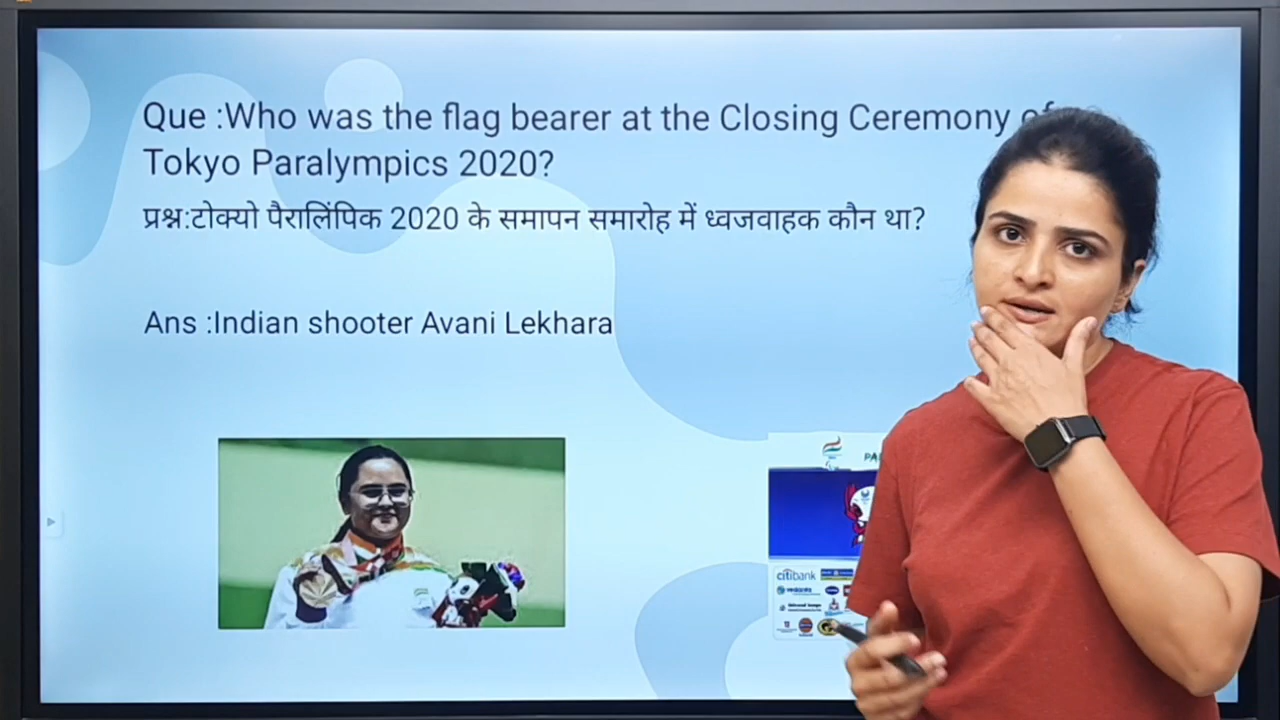 Que :Who was the flag bearer at the Closing Ceremony of
Tokyo Paralympics 2020?
प्रश्न:टोक्यो पैरालिंपिक 2020 के समापन समारोह में ध्वजवाहक कौन था?
Ans :Indian shooter Avani Lekhara
citibank